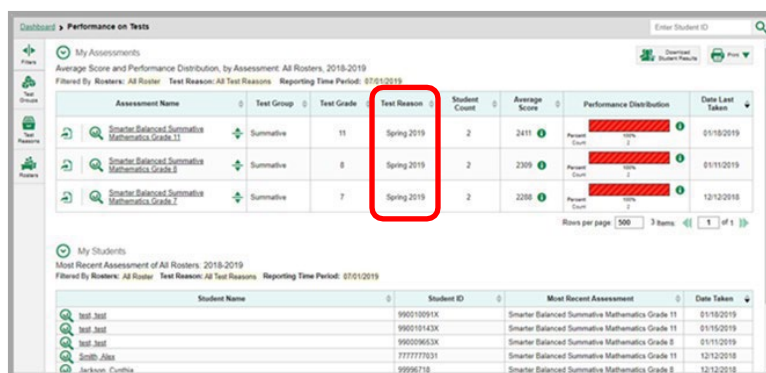 Dashboard > Performance on Tests
Enter Student ID
Filters
Test Groups
Test Reasons
Rosters
My Assessments
Download Student Results
Print
Average Score and Performance Distribution, by Assessment: All Rosters, 2018-2019
Filtered By Rosters: All Roster Test Reason: All Test Reasons Reporting Time Period: 07/01/2019
Assessment Name Test Group Test Grade Test Reason Student Count Average Score Performance Distribution Date Last Taken
Smarter Balanced Summative Mathematics Grade 11 Summative 11 Spring 2019 2 2411 Percent 100% Count 2 01/18/2019
Smarter Balanced Summative Mathematics Grade 8 Summative 8 Spring 2019 2 2309 Percent 100% Count 2 01/11/2019
Smarter Balanced Summative Mathematics Grade 7 Summative 7 Spring 2019 2 2288 Percent 100% Count 2 12/12/2018
Rows per page: 500 3 Items: 1 of 1
My Students
Most Recent Assessment of All Rosters: 2018-2019
Filtered By Rosters: All Roster Test Reason: All Test Reasons Reporting Time Period: 07/01/2019
Student Name Student ID Most Recent Assessment Date Taken
test, test 990010091X Smarter Balanced Summative Mathematics Grade 11 01/18/2019
test, test 990010143X Smarter Balanced Summative Mathematics Grade 11 01/15/2019
test, test 990009653X Smarter Balanced Summative Mathematics Grade 8 01/11/2019
Smith, Alex 7777777031 Smarter Balanced Summative Mathematics Grade 11 12/12/2018
Jackson, Cynthia 99996718 Smarter Balanced Summative Mathematics Grade 8 12/12/2018